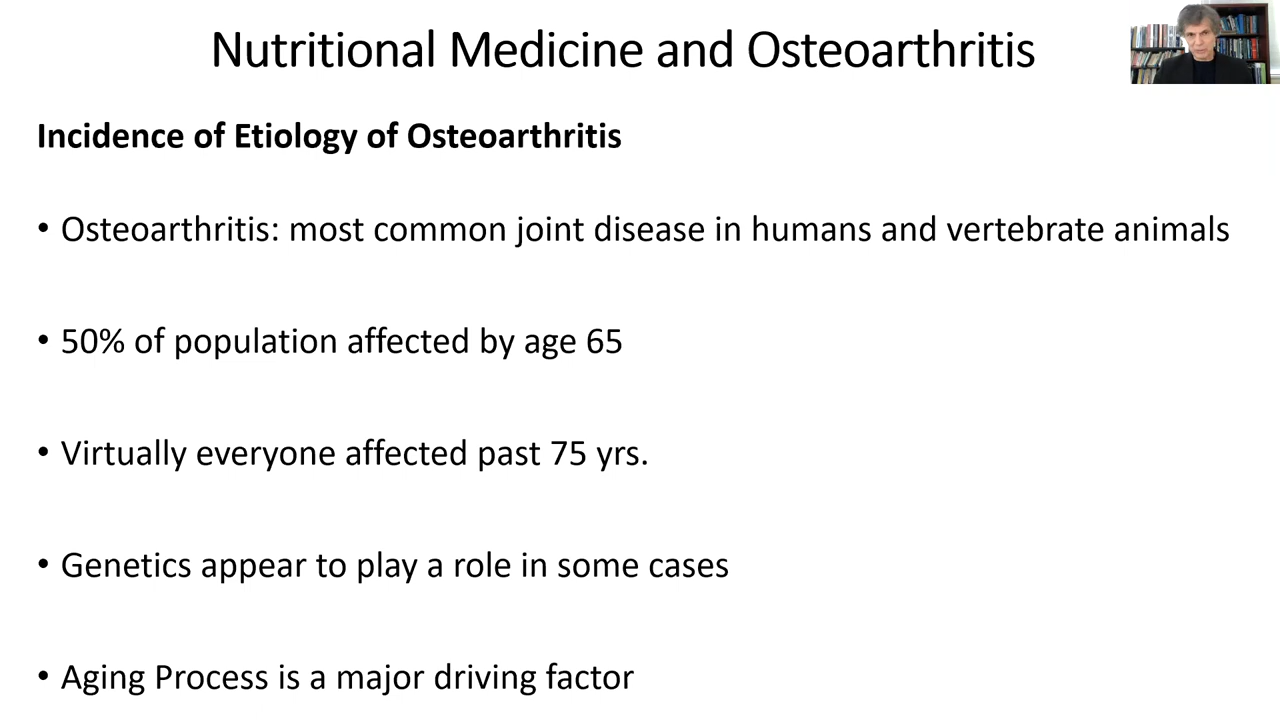 Nutritional Medicine and Osteoarthritis
Incidence of Etiology of Osteoarthritis
• Osteoarthritis: most common joint disease in humans and vertebrate animals
• 50% of population affected by age 65
• Virtually everyone affected past 75 yrs.
• Genetics appear to play a role in some cases
• Aging Process is a major driving factor